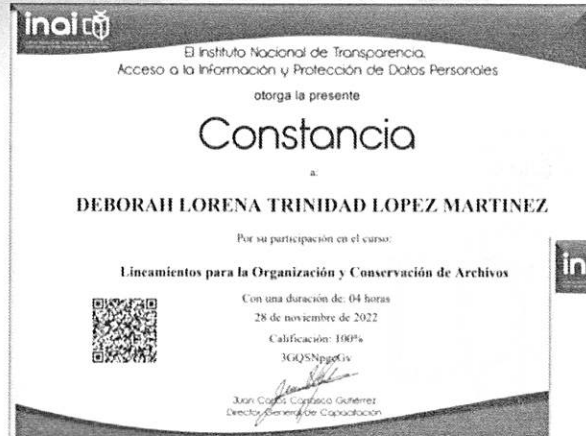 inai
El Instituto Nacional de Transparencia,
Acceso a la Información y Protección de Datos Personales
otorga la presente
Constancia
a:
DEBORAH LORENA TRINIDAD LOPEZ MARTINEZ
Por su participación en el curso:
Lineamientos para la Organización y Conservación de Archivos
Con una duración de: 04 horas
28 de noviembre de 2022
Calificación: 100%
Juan Carlos Carrasco Gutiérrez
Director General de Capacitación
in